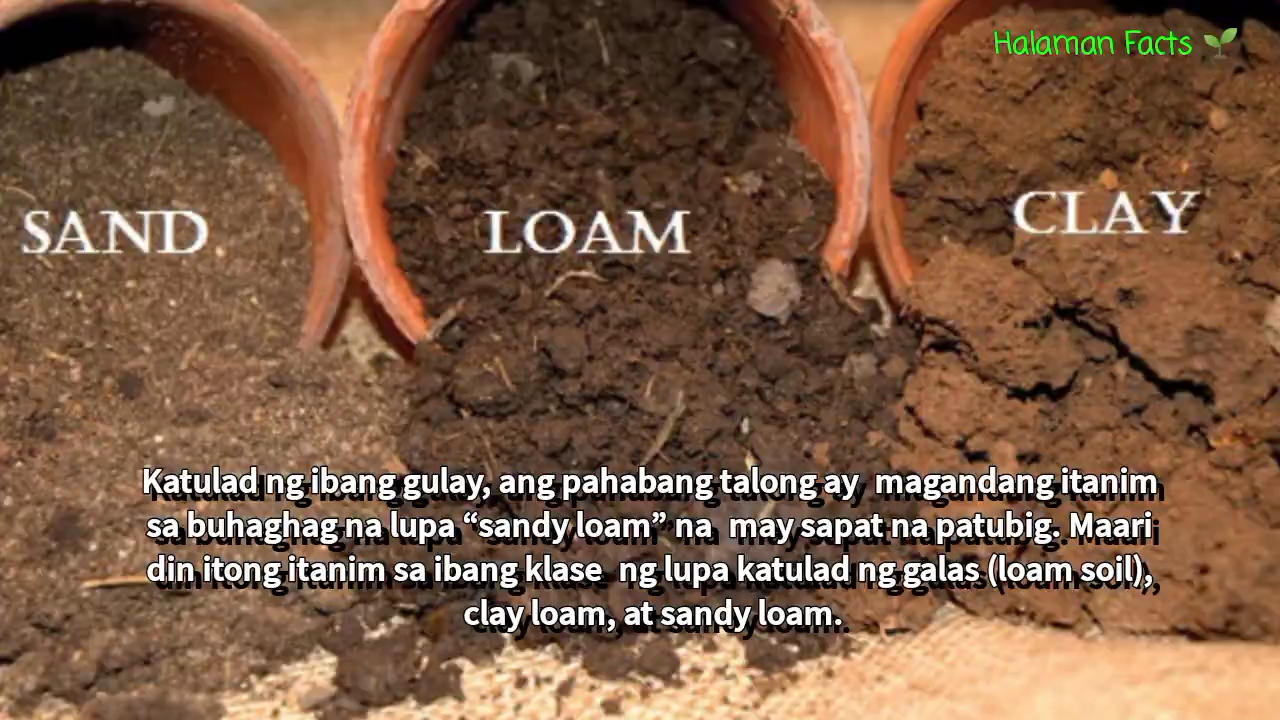 Halaman Facts 🌱
SAND
LOAM
CLAY
Katulad ng ibang gulay, ang pahabang talong ay magandang itanim
sa buhaghag na lupa “sandy loam” na may sapat na patubig. Maari
din itong itanim sa ibang klase ng lupa katulad ng galas (loam soil),
clay loam, at sandy loam.